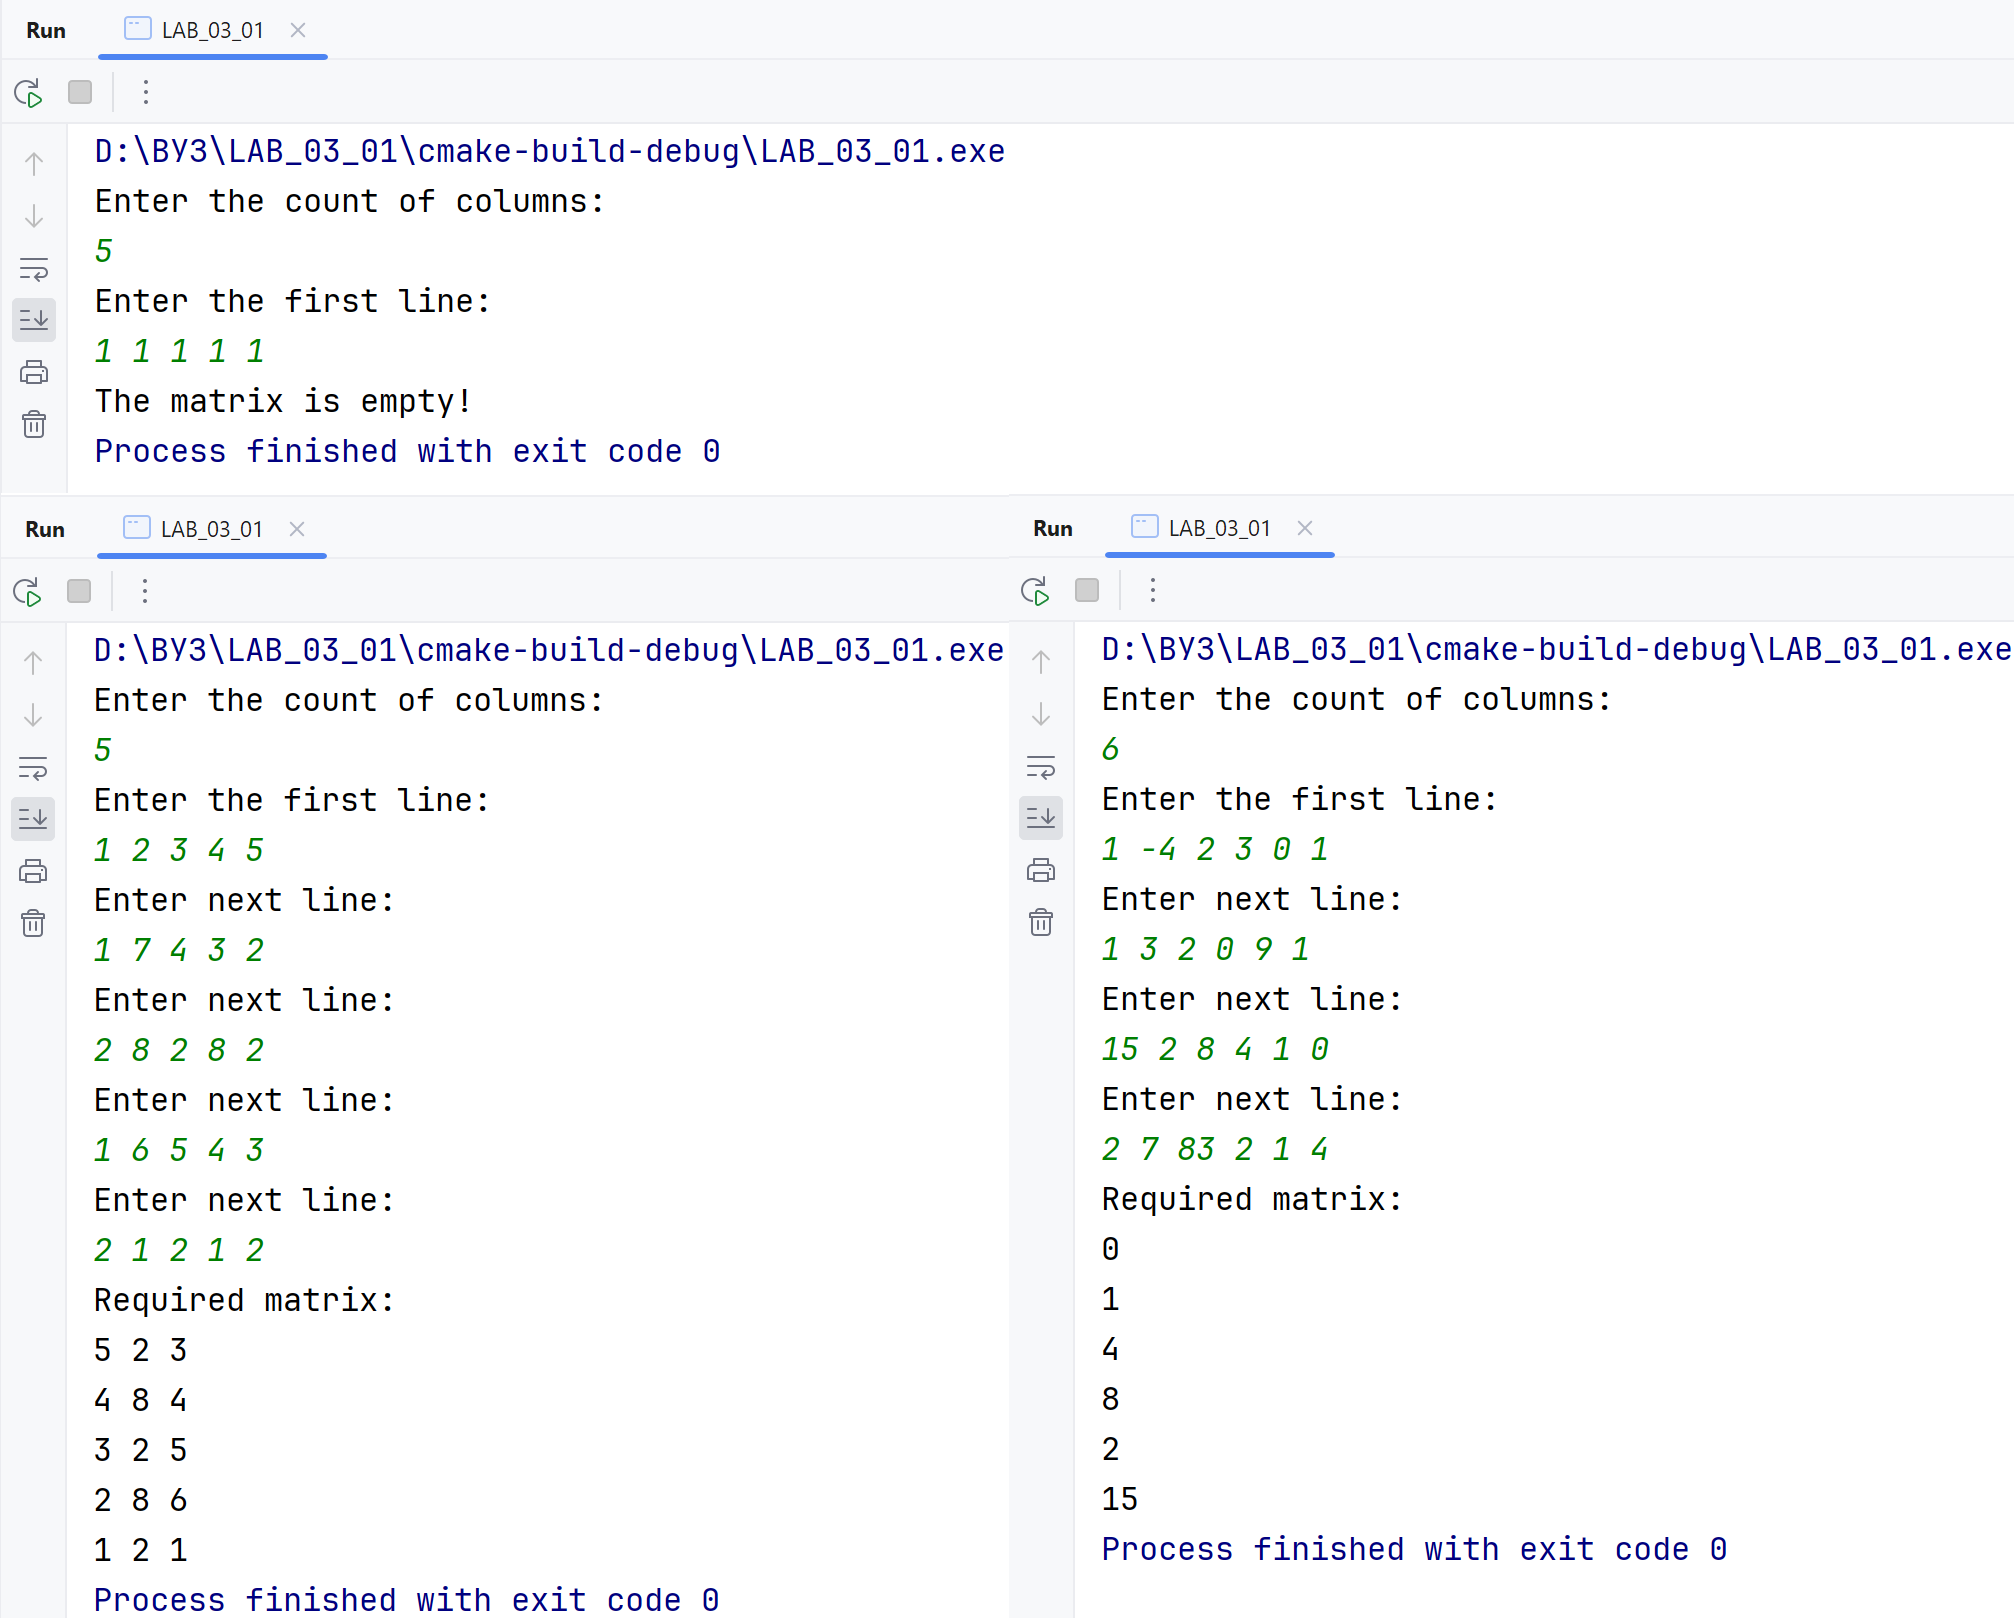 Run LAB_03_01
D:\ВУЗ\LAB_03_01\cmake-build-debug\LAB_03_01.exe
Enter the count of columns:
5
Enter the first line:
1 1 1 1 1
The matrix is empty!
Process finished with exit code 0
Run LAB_03_01
D:\ВУЗ\LAB_03_01\cmake-build-debug\LAB_03_01.exe
Enter the count of columns:
5
Enter the first line:
1 2 3 4 5
Enter next line:
1 7 4 3 2
Enter next line:
2 8 2 8 2
Enter next line:
1 6 5 4 3
Enter next line:
2 1 2 1 2
Required matrix:
5 2 3
4 8 4
3 2 5
2 8 6
1 2 1
Process finished with exit code 0
Run LAB_03_01
D:\ВУЗ\LAB_03_01\cmake-build-debug\LAB_03_01.exe
Enter the count of columns:
6
Enter the first line:
1 -4 2 3 0 1
Enter next line:
1 3 2 0 9 1
Enter next line:
15 2 8 4 1 0
Enter next line:
2 7 83 2 1 4
Required matrix:
0
1
4
8
2
15
Process finished with exit code 0